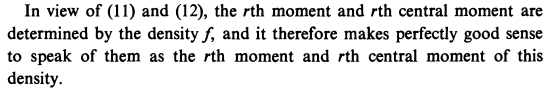 In view of (11) and (12), the rth moment and rth central moment are
determined by the density f, and it therefore makes perfectly good sense
to speak of them as the rth moment and rth central moment of this
density.